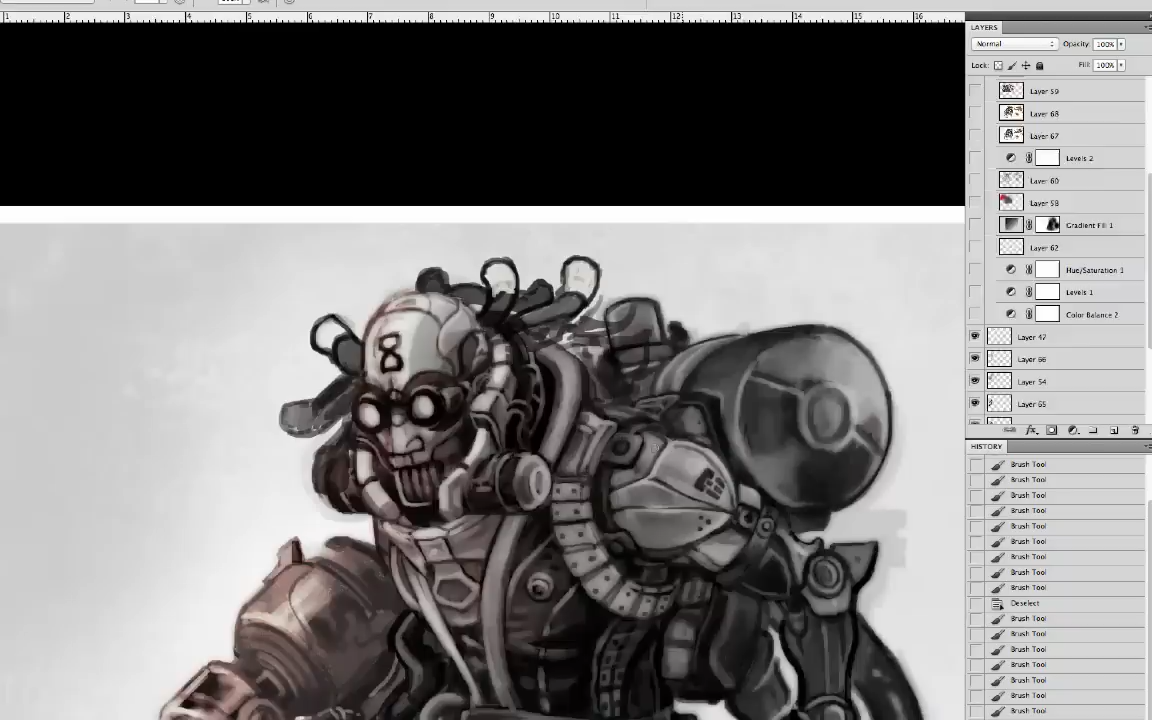 1 2 3 4 5 6 7 8 9 10 11 12 13 14 15 16
LAYERS
Normal Opacity: 100%
Lock: Fill: 100%
Layer 59
Layer 68
Layer 67
Levels 2
Layer 60
Layer 58
Gradient Fill 1
Layer 62
Hue/Saturation 1
Levels 1
Color Balance 2
Layer 47
Layer 66
Layer 54
Layer 65
fx
HISTORY
Brush Tool
Brush Tool
Brush Tool
Brush Tool
Brush Tool
Brush Tool
Brush Tool
Brush Tool
Brush Tool
Deselect
Brush Tool
Brush Tool
Brush Tool
Brush Tool
Brush Tool
Brush Tool
Brush Tool
8